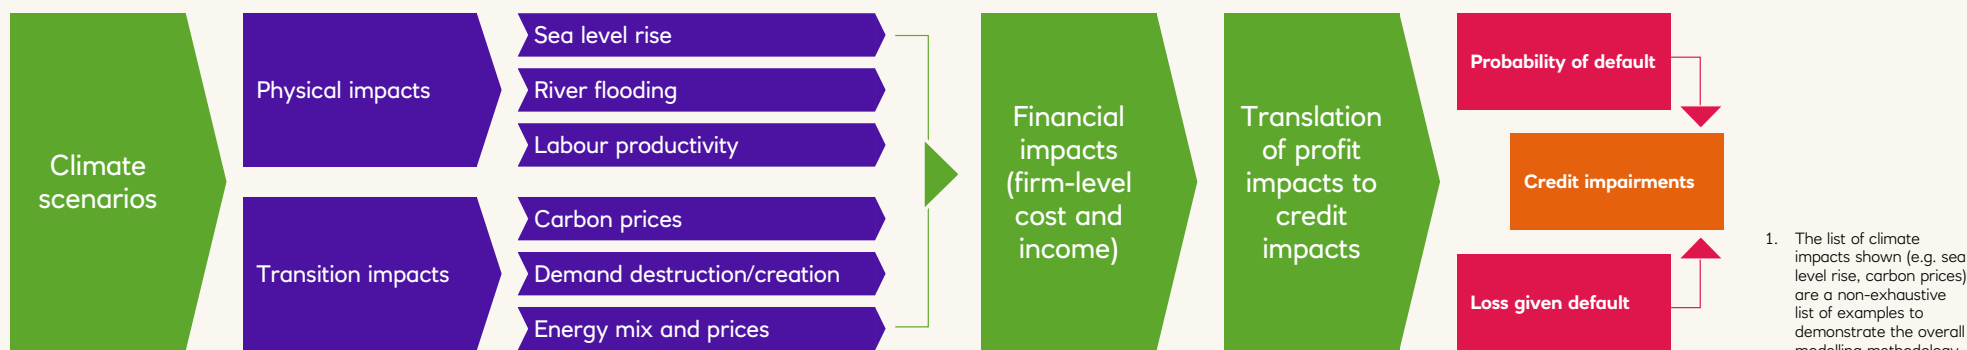 Climate
scenarios
Physical impacts
Sea level rise
River flooding
Labour productivity
Transition impacts
Carbon prices
Demand destruction/creation
Energy mix and prices
Financial
impacts
(firm-level
cost and
income)
Translation
of profit
impacts to
credit
impacts
Probability of default
Credit impairments
Loss given default
1. The list of climate
impacts shown (e.g. sea
level rise, carbon prices)
are a non-exhaustive
list of examples to
demonstrate the overall
modelling methodology